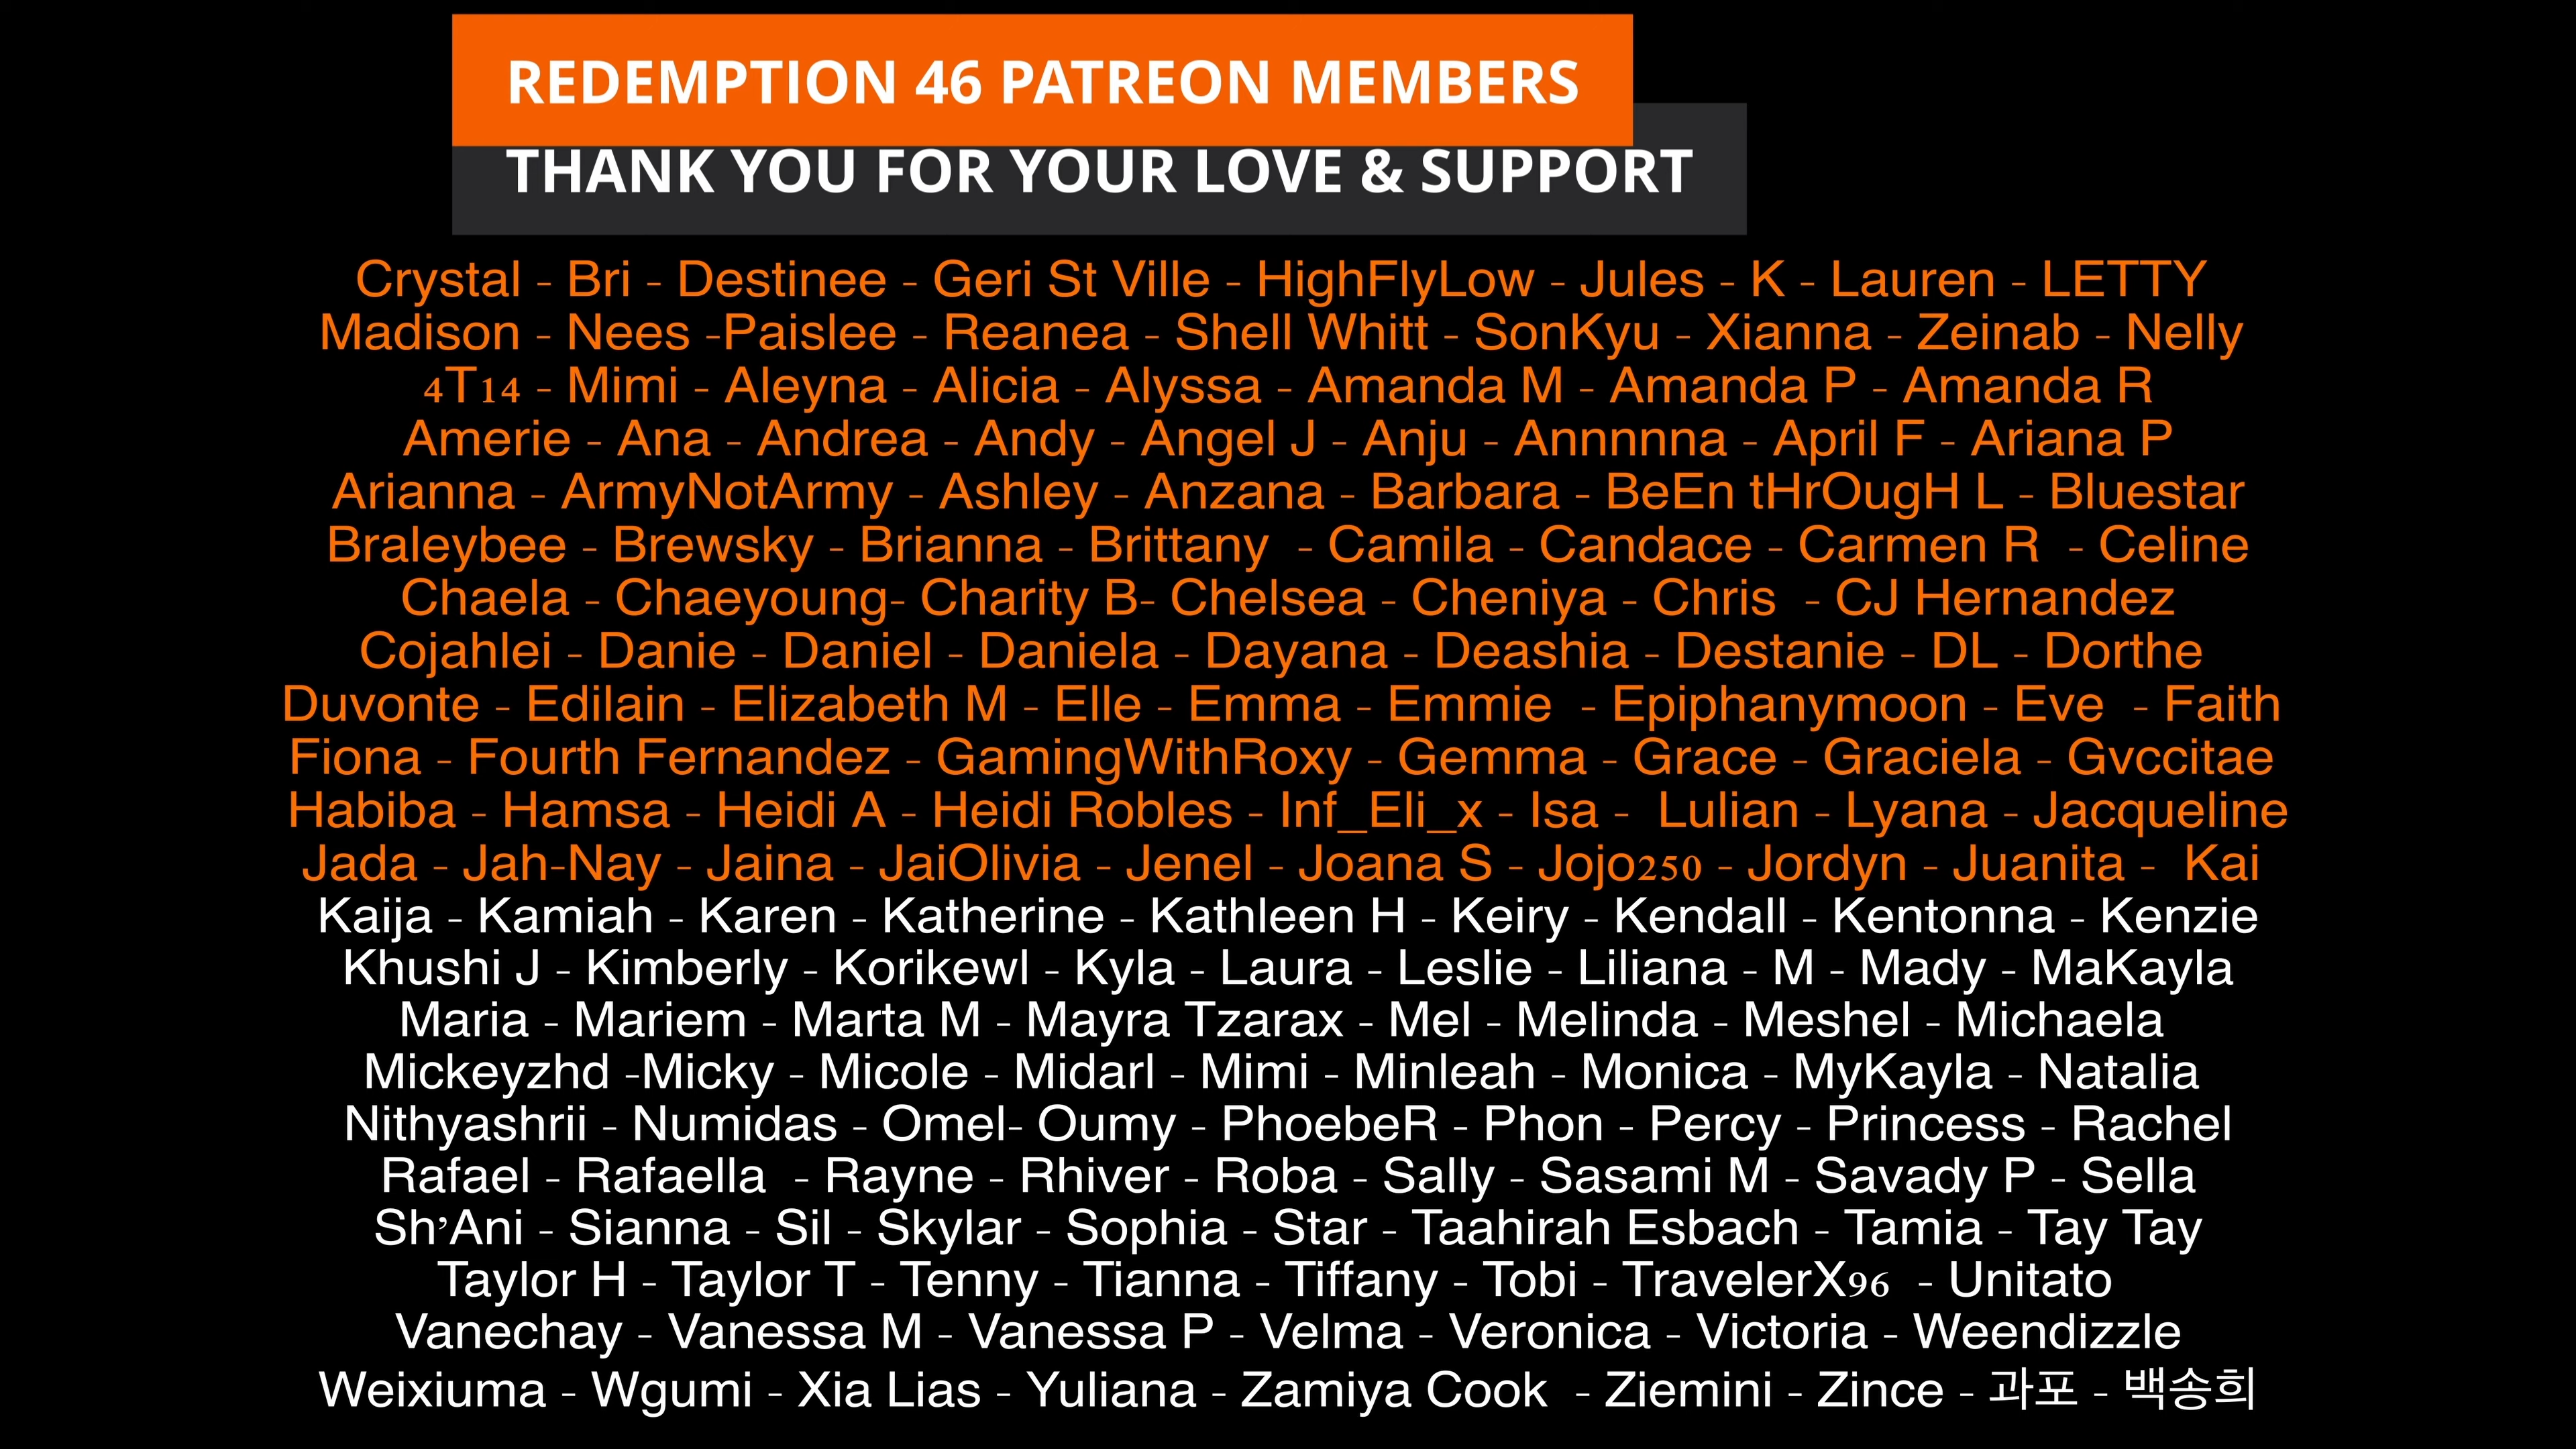 REDEMPTION 46 PATREON MEMBERS
THANK YOU FOR YOUR LOVE & SUPPORT
Crystal - Bri - Destinee - Geri St Ville - HighFlyLow - Jules - K - Lauren - LETTY
Madison - Nees -Paislee - Reanea - Shell Whitt - SonKyu - Xianna - Zeinab - Nelly
4T14 - Mimi - Aleyna - Alicia - Alyssa - Amanda M - Amanda P - Amanda R
Amerie - Ana - Andrea - Andy - Angel J - Anju - Annnnna - April F - Ariana P
Arianna - ArmyNotArmy - Ashley - Anzana - Barbara - BeEn tHrOugH L - Bluestar
Braleybee - Brewsky - Brianna - Brittany  - Camila - Candace - Carmen R  - Celine
Chaela - Chaeyoung- Charity B- Chelsea - Cheniya - Chris  - CJ Hernandez
Cojahlei - Danie - Daniel - Daniela - Dayana - Deashia - Destanie - DL - Dorthe
Duvonte - Edilain - Elizabeth M - Elle - Emma - Emmie  - Epiphanymoon - Eve  - Faith
Fiona - Fourth Fernandez - GamingWithRoxy - Gemma - Grace - Graciela - Gvccitae
Habiba - Hamsa - Heidi A - Heidi Robles - Inf_Eli_x - Isa -  Lulian - Lyana - Jacqueline
Jada - Jah-Nay - Jaina - JaiOlivia - Jenel - Joana S - Jojo250 - Jordyn - Juanita -  Kai
Kaija - Kamiah - Karen - Katherine - Kathleen H - Keiry - Kendall - Kentonna - Kenzie
Khushi J - Kimberly - Korikewl - Kyla - Laura - Leslie - Liliana - M - Mady - MaKayla
Maria - Mariem - Marta M - Mayra Tzarax - Mel - Melinda - Meshel - Michaela
Mickeyzhd -Micky - Micole - Midarl - Mimi - Minleah - Monica - MyKayla - Natalia
Nithyashrii - Numidas - Omel- Oumy - PhoebeR - Phon - Percy - Princess - Rachel
Rafael - Rafaella  - Rayne - Rhiver - Roba - Sally - Sasami M - Savady P - Sella
Sh’Ani - Sianna - Sil - Skylar - Sophia - Star - Taahirah Esbach - Tamia - Tay Tay
Taylor H - Taylor T - Tenny - Tianna - Tiffany - Tobi - TravelerX96  - Unitato
Vanechay - Vanessa M - Vanessa P - Velma - Veronica - Victoria - Weendizzle
Weixiuma - Wgumi - Xia Lias - Yuliana - Zamiya Cook  - Ziemini - Zince - 과포 - 백송희